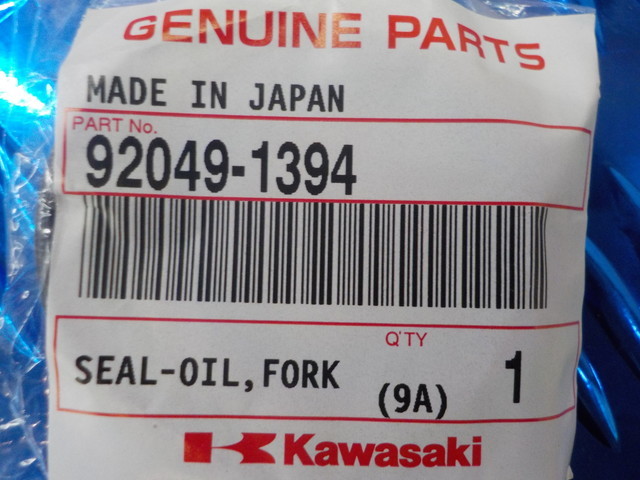 GENUINE PARTS
MADE IN JAPAN
PART No.
92049-1394
Q'TY
SEAL-OIL,FORK
(9A)
1
Kawasaki